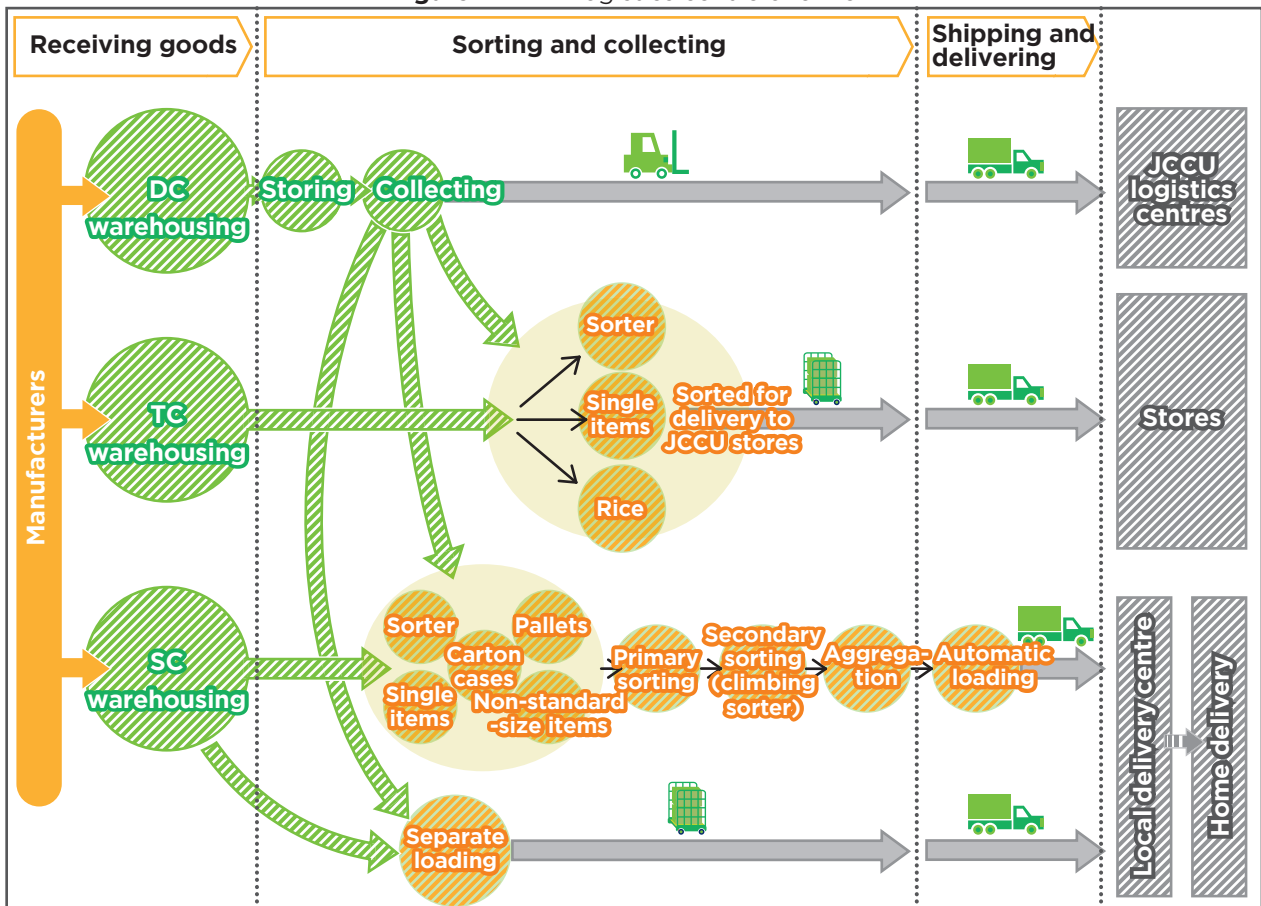 Receiving goods
Sorting and collecting
Shipping and
delivering
Manufacturers
DC
warehousing
Storing
Collecting
JCCU
logistics
centres
TC
warehousing
Sorter
Single
items
Rice
Sorted for
delivery to
JCCU stores
Stores
SC
warehousing
Sorter
Pallets
Carton
cases
Single
items
Non-standard
-size items
Primary
sorting
Secondary
sorting
(climbing
sorter)
Aggrega-
tion
Automatic
loading
Separate
loading
Local delivery centre
Home delivery